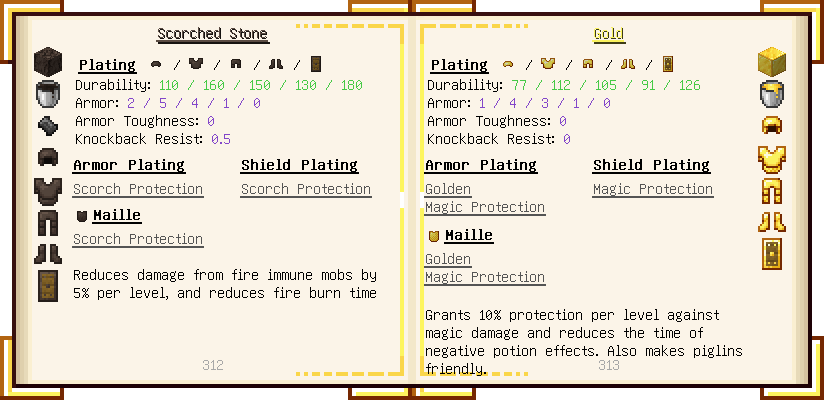 Scorched Stone
Plating / / / /
Durability: 110 / 160 / 150 / 130 / 180
Armor: 2 / 5 / 4 / 1 / 0
Armor Toughness: 0
Knockback Resist: 0.5
Armor Plating
Scorch Protection
Shield Plating
Scorch Protection
Maille
Scorch Protection
Reduces damage from fire immune mobs by
5% per level, and reduces fire burn time
312
Gold
Plating / / / /
Durability: 77 / 112 / 105 / 91 / 126
Armor: 1 / 4 / 3 / 1 / 0
Armor Toughness: 0
Knockback Resist: 0
Armor Plating
Golden
Magic Protection
Shield Plating
Magic Protection
Maille
Golden
Magic Protection
Grants 10% protection per level against
magic damage and reduces the time of
negative potion effects. Also makes piglins
friendly.
313